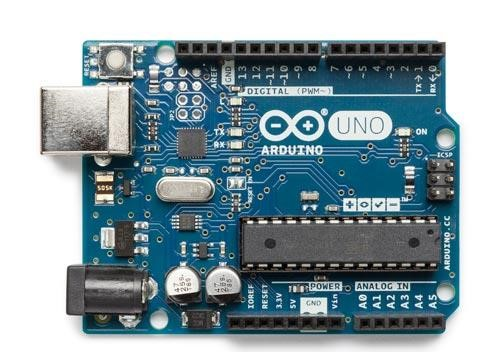 RESET
AREF
GND
13
12
~11
~10
~9
8
7
~6
~5
4
~3
2
TX→1
RX←0
DIGITAL (PWM~)
TX
RX
ARDUINO
UNO
ON
ICSP
ARDUINO.CC
IOREF
RESET
3.3V
5V
GND
Vin
POWER
ANALOG IN
A0
A1
A2
A3
A4
A5